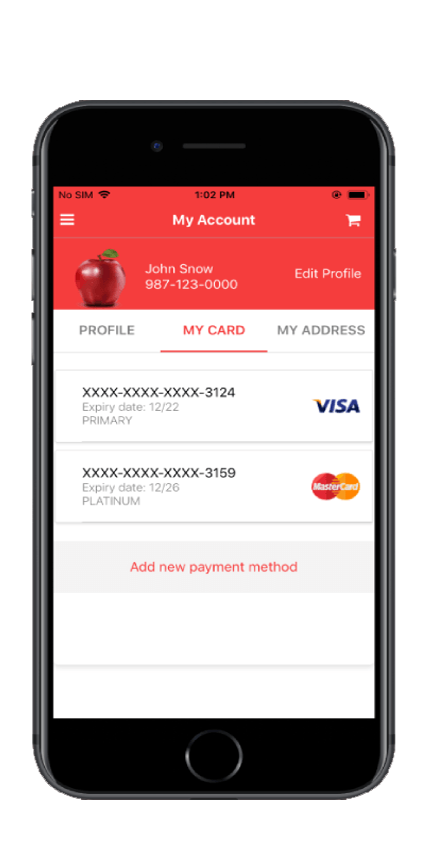 No SIM 1:02 PM
My Account
John Snow
987-123-0000
Edit Profile
PROFILE MY CARD MY ADDRESS
XXXX-XXXX-XXXX-3124
Expiry date: 12/22
PRIMARY
VISA
XXXX-XXXX-XXXX-3159
Expiry date: 12/26
PLATINUM
MasterCard
Add new payment method